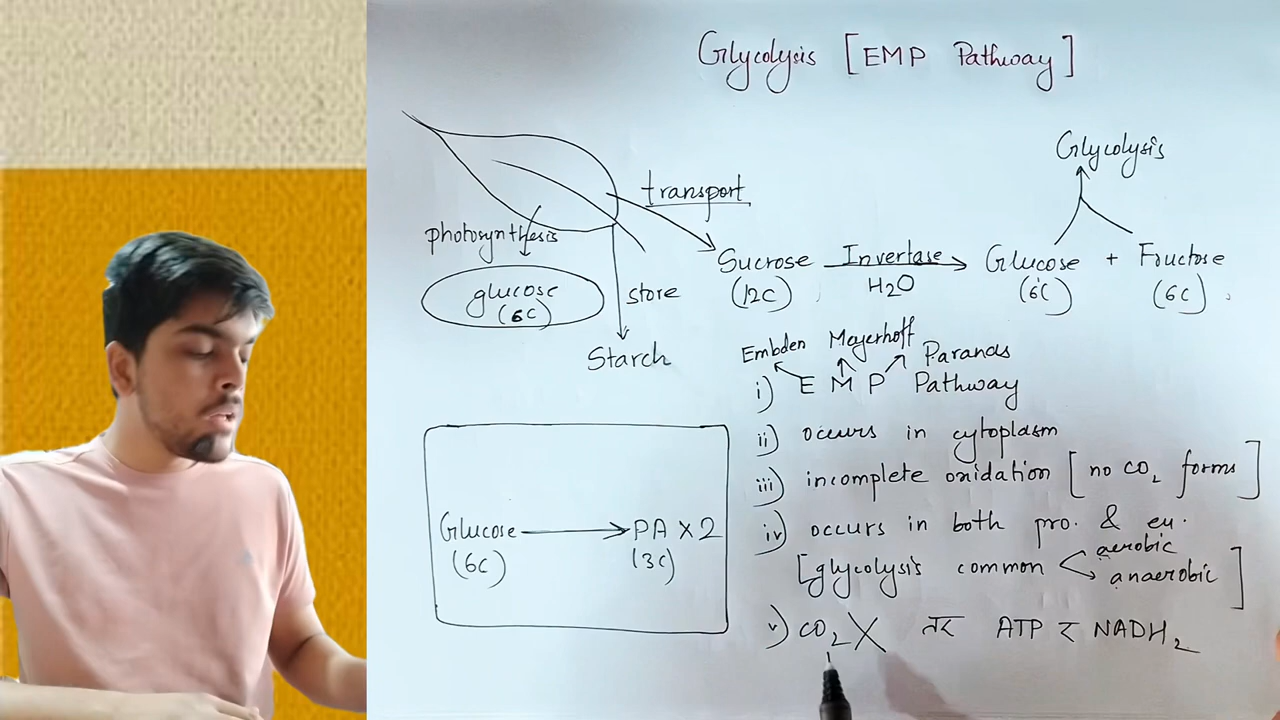 Glycolysis [EMP Pathway]
Glycolysis
transport
photosynthesis
glucose
(6C)
store
Starch
Sucrose
(12C)
Invertase
H2O
Glucose + Fructose
(6C) (6C)
Embden Meyerhoff Paranas
i) E M P Pathway
ii) occurs in cytoplasm
iii) incomplete oxidation [no CO2 forms]
iv) occurs in both pro. & eu.
[glycolysis common aerobic
anaerobic]
v) CO2 X तर ATP र NADH2
Glucose PA X 2
(6C) (3C)